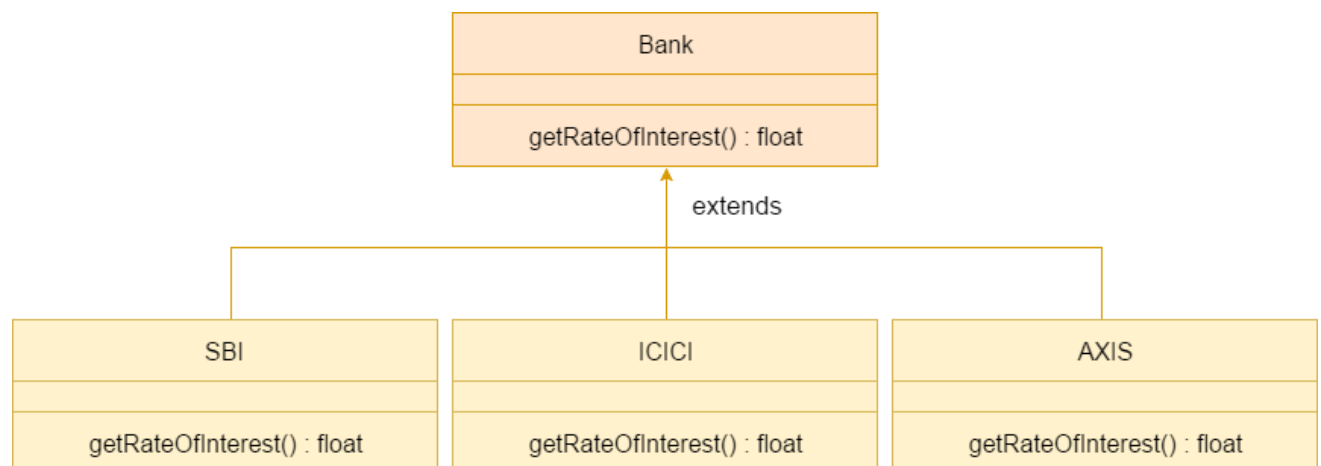 Bank
getRateOfInterest() : float
extends
SBI
ICICI
AXIS
getRateOfInterest() : float
getRateOfInterest() : float
getRateOfInterest() : float